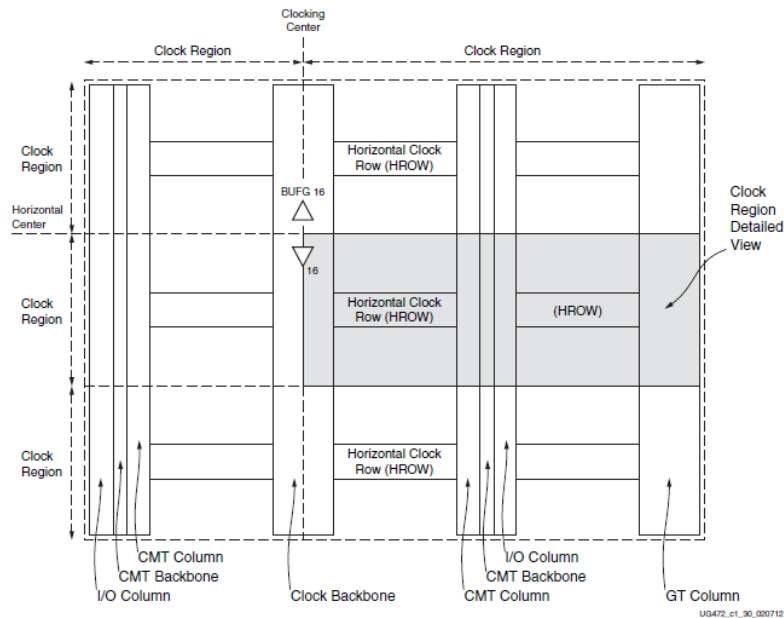 Clocking
Center
Clock Region
Clock Region
Clock
Region
Horizontal Clock
Row (HROW)
BUFG 16
Clock
Region
Detailed
View
Horizontal
Center
16
Clock
Region
Horizontal Clock
Row (HROW)
(HROW)
Clock
Region
Horizontal Clock
Row (HROW)
CMT Column
I/O Column
CMT Backbone
CMT Backbone
I/O Column
Clock Backbone
CMT Column
GT Column
UG472_c1_30_020712